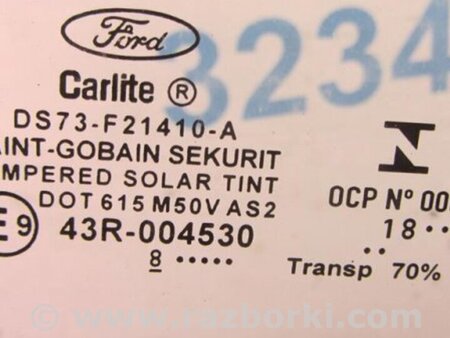 Ford
3234
Carlite ®
DS73-F21410-A
AINT-GOBAIN SEKURIT
MPERED SOLAR TINT
DOT 615 M50V AS2
E9 43R-004530
8 .....
N
OCP Nº 00
18 ...
..
Transp 70%
www.razborki.com